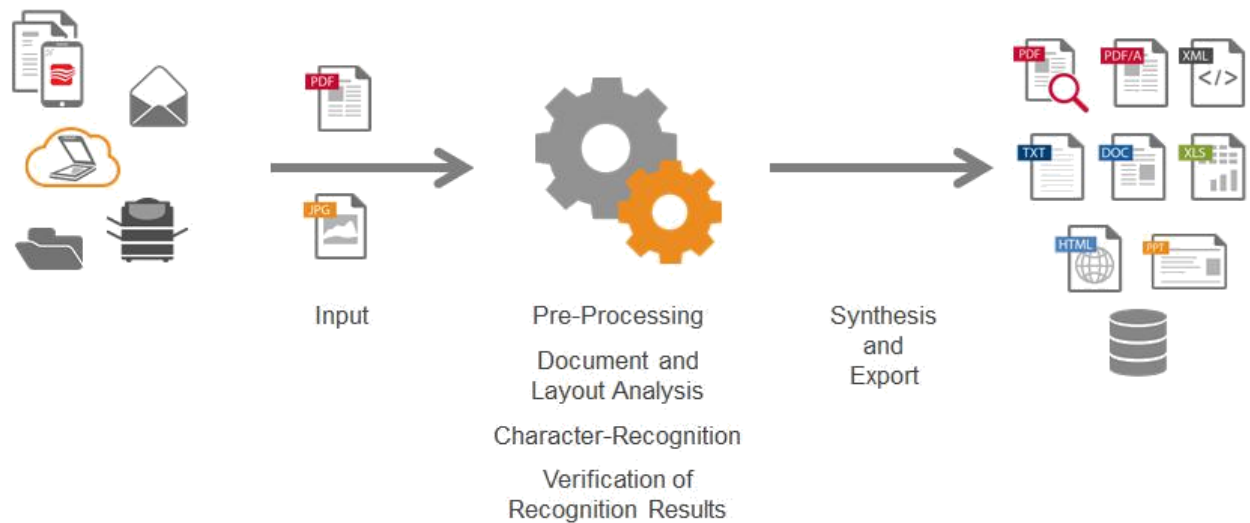 PDF
JPG
PDF
PDF/A
XML
</>
TXT
DOC
XLS
HTML
PPT
Input
Pre-Processing
Document and
Layout Analysis
Character-Recognition
Verification of
Recognition Results
Synthesis
and
Export